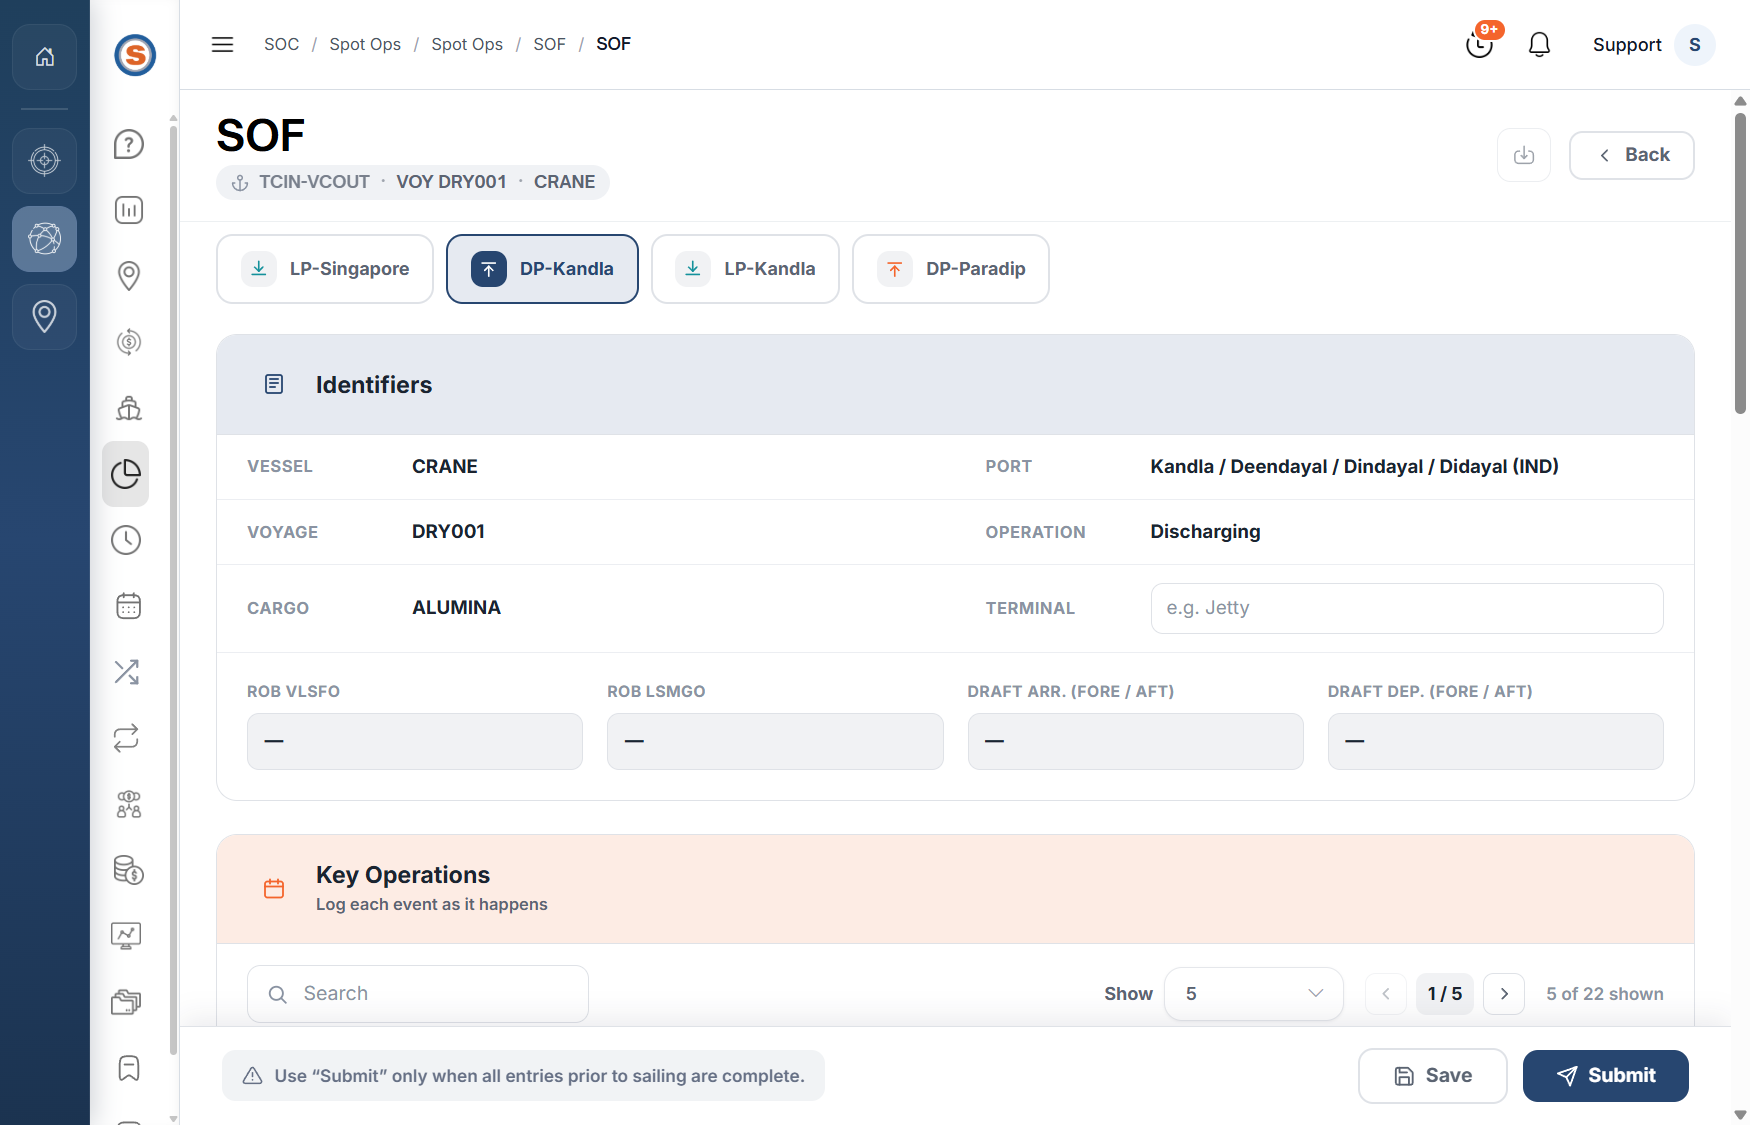 S
SOC / Spot Ops / Spot Ops / SOF / SOF
9+
Support
S
SOF
TCIN-VCOUT · VOY DRY001 · CRANE
Back
LP-Singapore
DP-Kandla
LP-Kandla
DP-Paradip
Identifiers
VESSEL CRANE
PORT Kandla / Deendayal / Dindayal / Didayal (IND)
VOYAGE DRY001
OPERATION Discharging
CARGO ALUMINA
TERMINAL e.g. Jetty
ROB VLSFO
ROB LSMGO
DRAFT ARR. (FORE / AFT)
DRAFT DEP. (FORE / AFT)
—
—
—
—
Key Operations
Log each event as it happens
Search
Show 5
1 / 5
5 of 22 shown
Use “Submit” only when all entries prior to sailing are complete.
Save
Submit